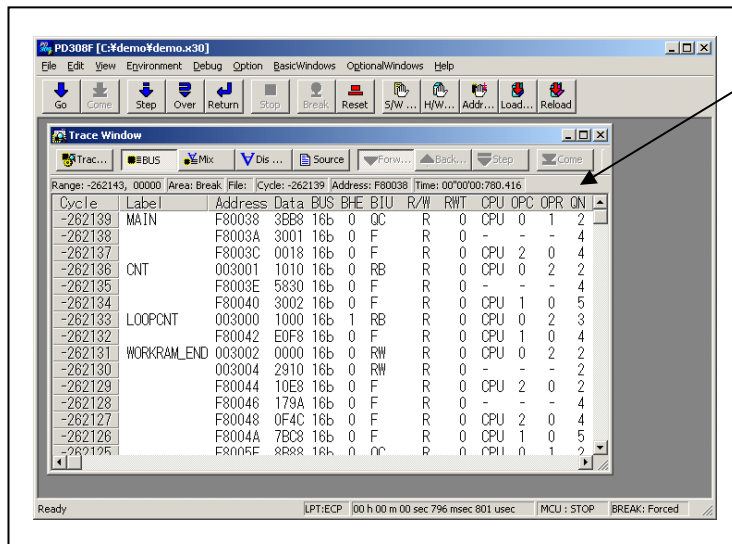 PD308F [C:¥demo¥demo.x30]
File Edit View Environment Debug Option BasicWindows OptionalWindows Help
Go Come Step Over Return Stop Break Reset S/W ... H/W... Addr... Load... Reload
Trace Window
Trac... BUS Mix Dis ... Source Forw... Back... Step Come
Range: -262143, 00000 Area: Break File: Cycle: -262139 Address: F80038 Time: 00"00'00:780.416
Cycle Label Address Data BUS BHE BIU R/W RWT CPU OPC OPR QN
-262139 MAIN F80038 3BB8 16b 0 QC R 0 CPU 0 1 2
-262138 F8003A 3001 16b 0 F R 0 - - - 4
-262137 F8003C 0018 16b 0 F R 0 CPU 2 0 4
-262136 CNT 003001 1010 16b 0 RB R 0 CPU 0 2 2
-262135 F8003E 5830 16b 0 F R 0 - - - 4
-262134 F80040 3002 16b 0 F R 0 CPU 1 0 5
-262133 LOOPCNT 003000 1000 16b 1 RB R 0 CPU 0 2 3
-262132 F80042 E0F8 16b 0 F R 0 CPU 1 0 4
-262131 WORKRAM_END 003002 0000 16b 0 RW R 0 CPU 0 2 2
-262130 003004 2910 16b 0 RW R 0 - - - 2
-262129 F80044 10E8 16b 0 F R 0 CPU 2 0 2
-262128 F80046 179A 16b 0 F R 0 - - - 4
-262127 F80048 0F4C 16b 0 F R 0 CPU 2 0 4
-262126 F8004A 7BC8 16b 0 F R 0 CPU 1 0 5
-262125 F8005E 8B88 16b 0 QC R 0 CPU 0 1 2
Ready LPT:ECP 00 h 00 m 00 sec 796 msec 801 usec MCU : STOP BREAK: Forced